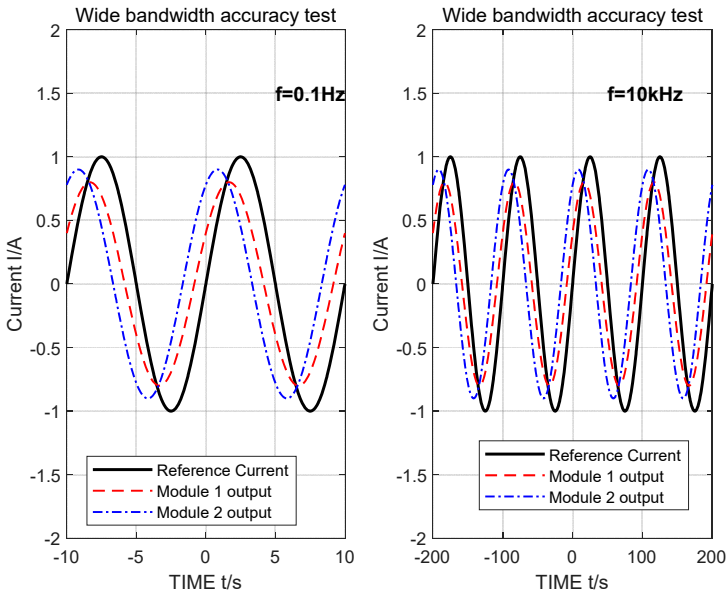 Wide bandwidth accuracy test
2
1.5
1
0.5
0
-0.5
-1
-1.5
-2
Current I/A
f=0.1Hz
Reference Current
Module 1 output
Module 2 output
-10
-5
0
5
10
TIME t/s
Wide bandwidth accuracy test
2
1.5
1
0.5
0
-0.5
-1
-1.5
-2
Current I/A
f=10kHz
Reference Current
Module 1 output
Module 2 output
-200
-100
0
100
200
TIME t/s